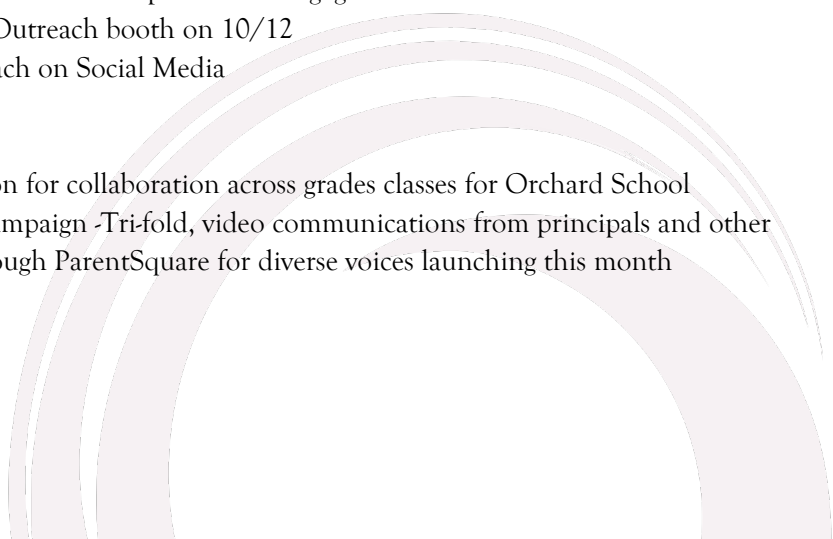 Outreach booth on 10/12
ach on Social Media
on for collaboration across grades classes for Orchard School
mpaign -Tri-fold, video communications from principals and other
ough ParentSquare for diverse voices launching this month